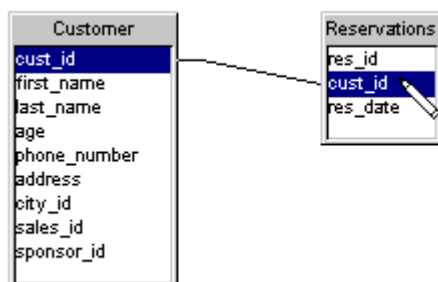 Customer
cust_id
first_name
last_name
age
phone_number
address
city_id
sales_id
sponsor_id
Reservations
res_id
cust_id
res_date